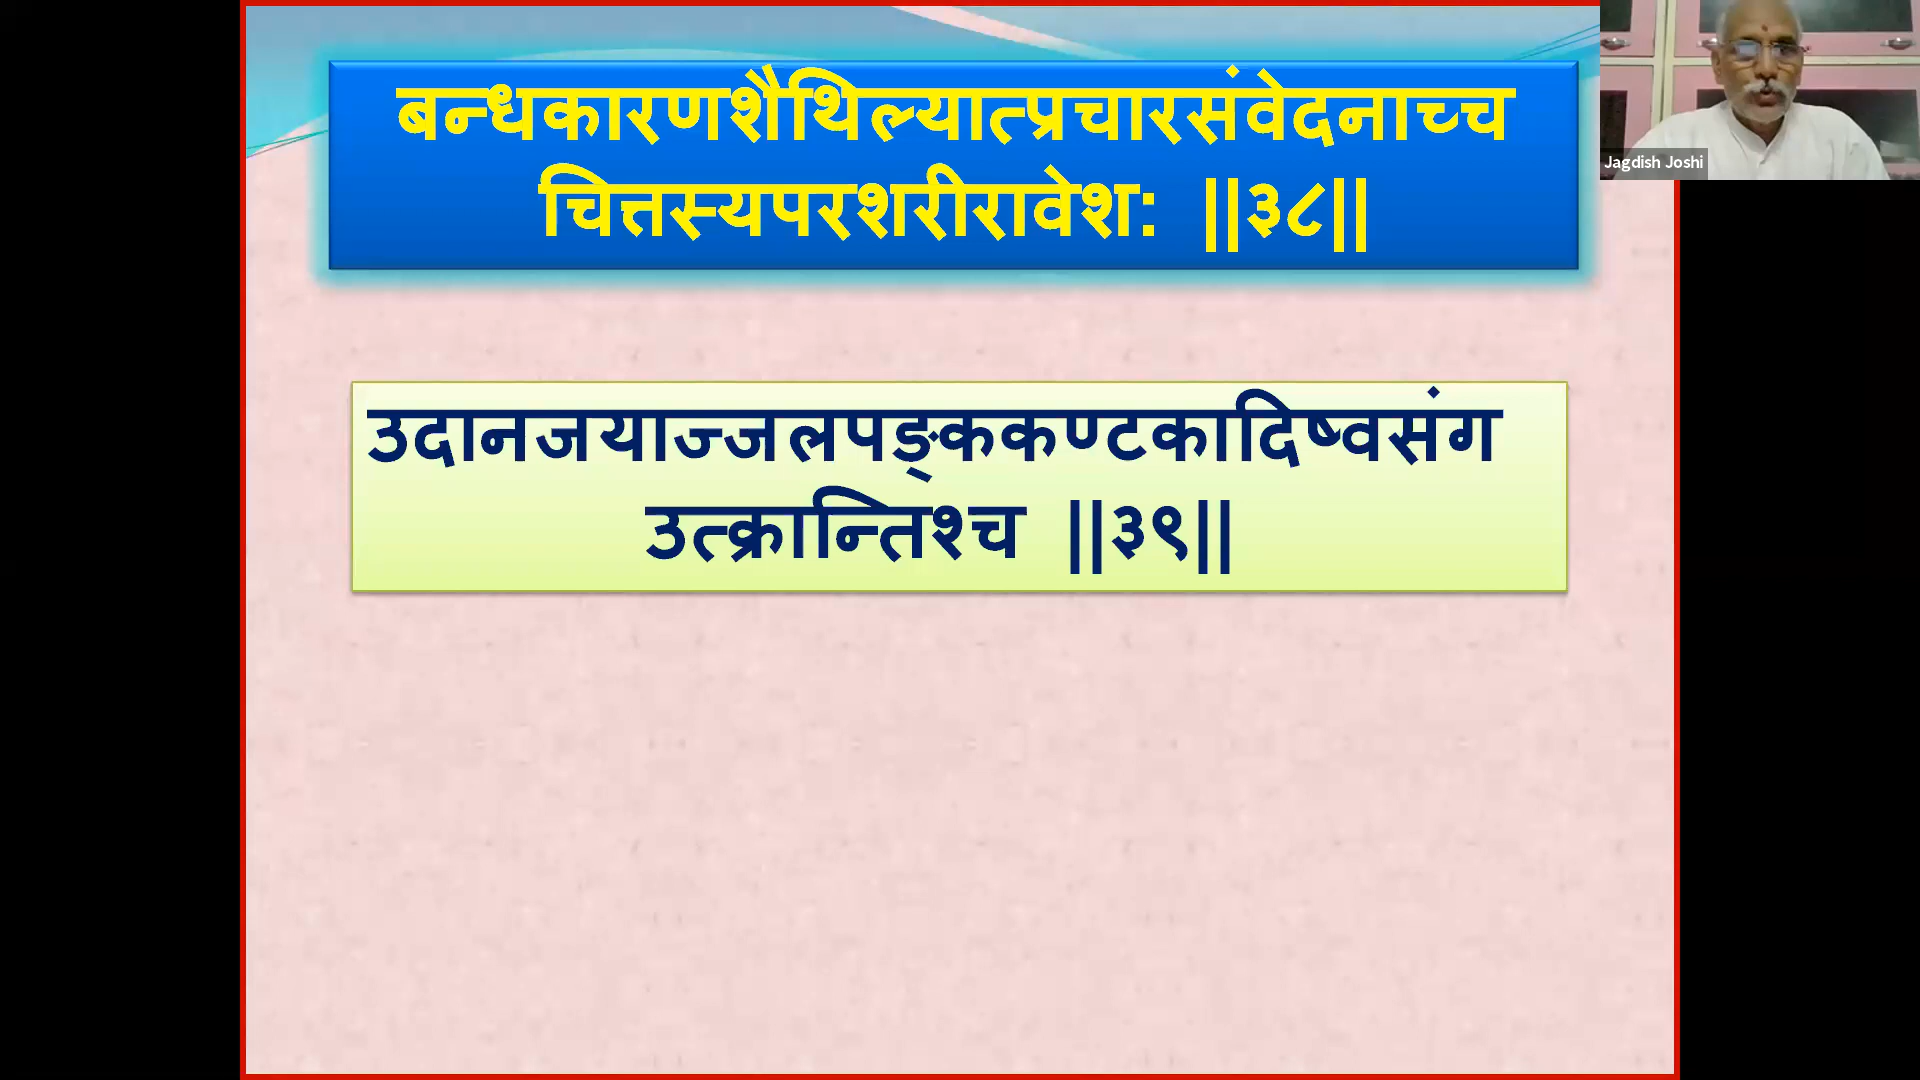 बन्धकारणशैथिल्यात्प्रचारसंवेदनाच्च
चित्तस्यपरशरीरावेश: ||३८||
Jagdish Joshi
उदानजयाज्जलपङ्ककण्टकादिष्वसंग
उत्क्रान्तिश्च ||३९||